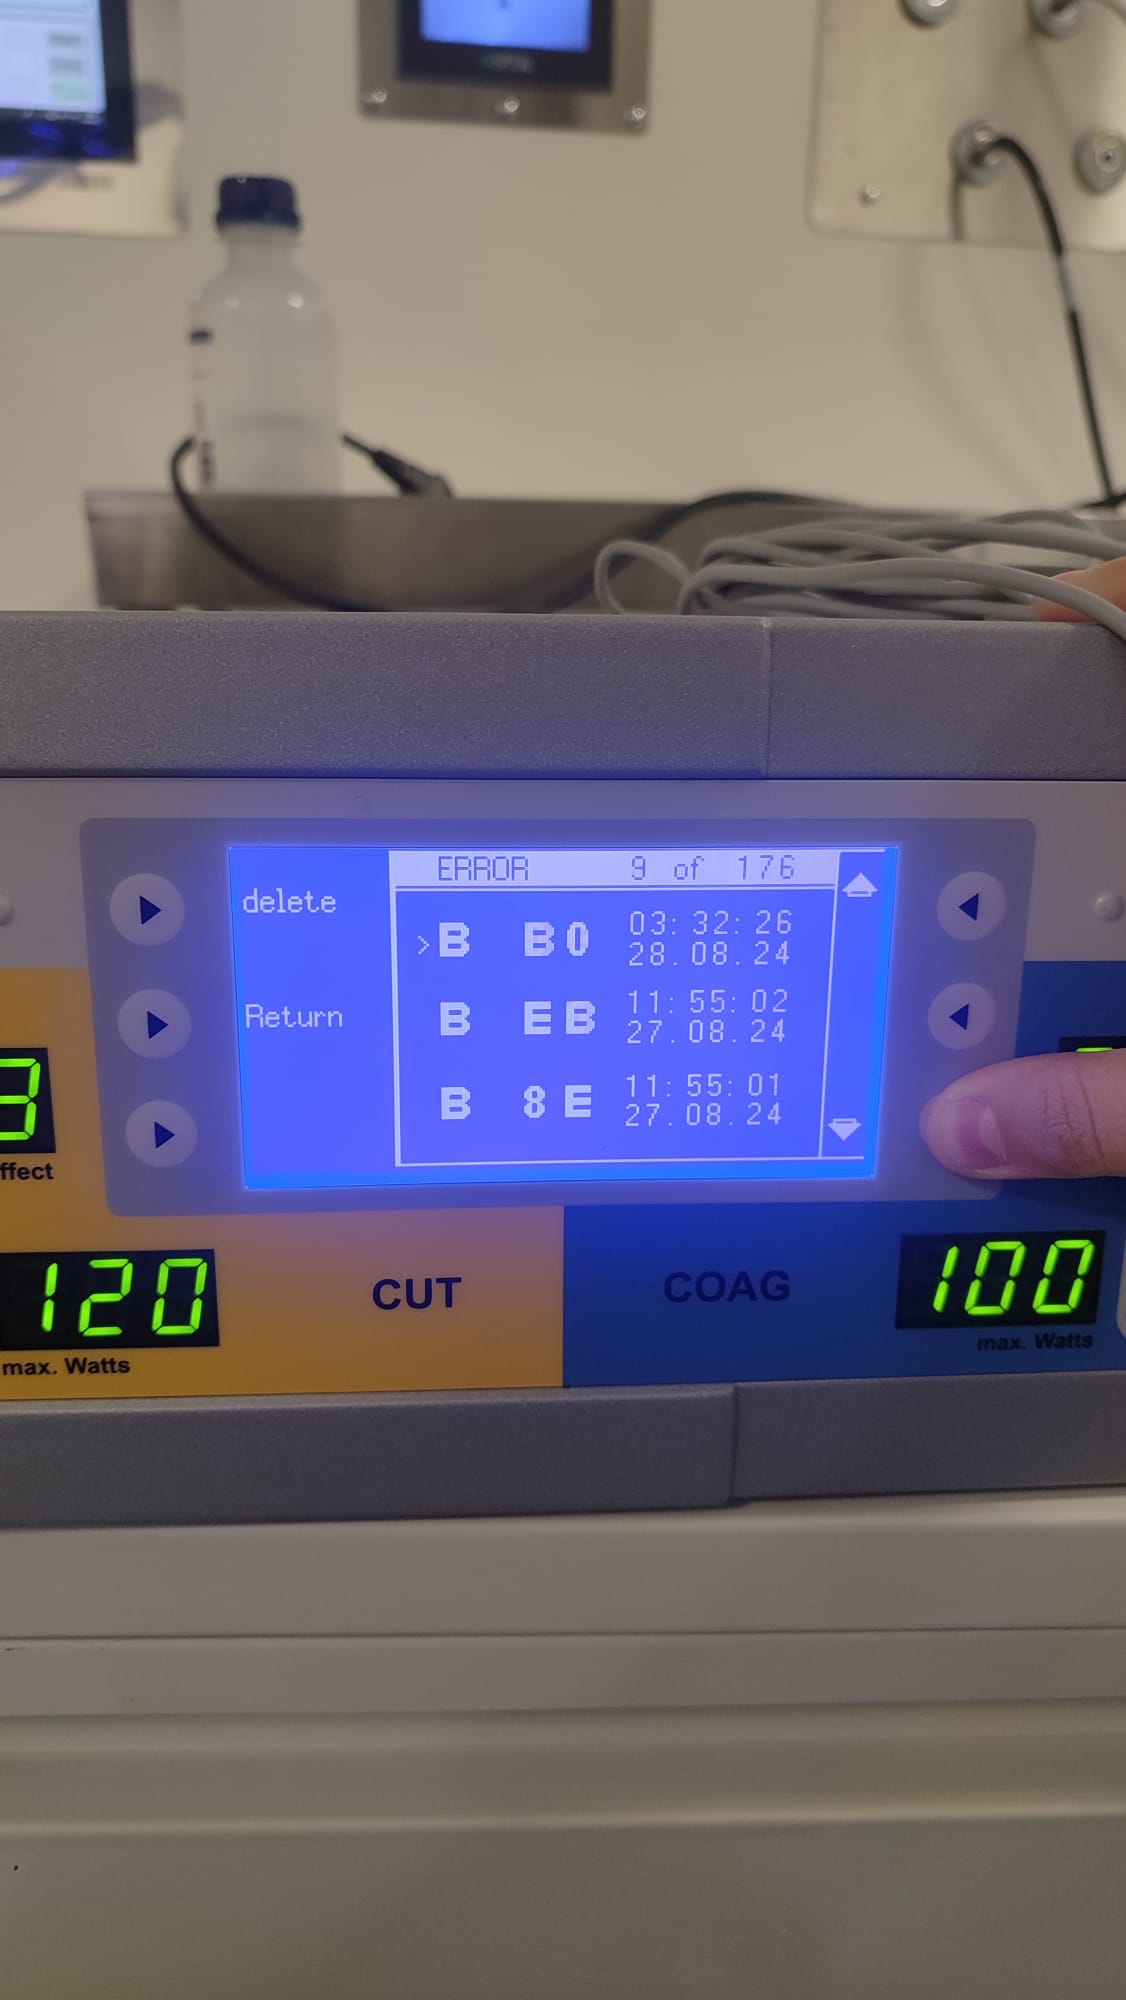 ERROR 9 of 176
delete
>B B0 03:32:26
28.08.24
Return
B EB 11:55:02
27.08.24
B 8E 11:55:01
27.08.24
3
ffect
120
CUT
COAG
100
max. Watts
max. Watts